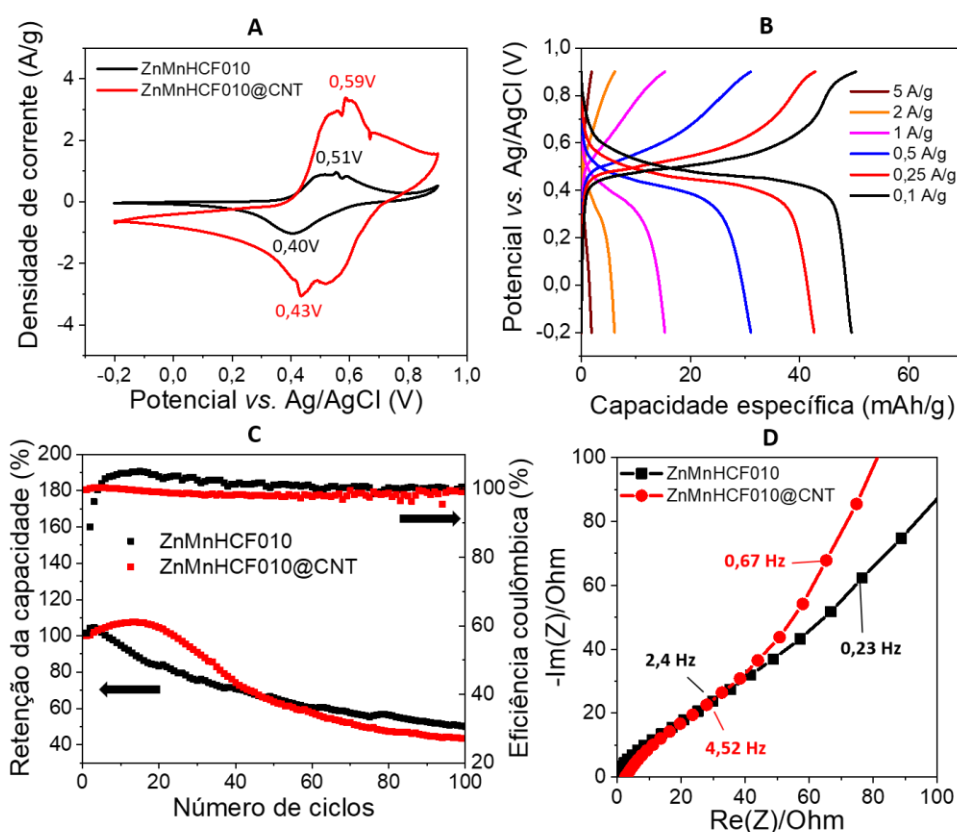 A
Densidade de corrente (A/g)
4
2
0
-2
-4
ZnMnHCF010
ZnMnHCF010@CNT
0,59V
0,51V
0,40V
0,43V
-0,2
0,0
0,2
0,4
0,6
0,8
1,0
Potencial vs. Ag/AgCl (V)
B
Potencial vs. Ag/AgCl (V)
1,0
0,8
0,6
0,4
0,2
0,0
-0,2
5 A/g
2 A/g
1 A/g
0,5 A/g
0,25 A/g
0,1 A/g
0
20
40
60
Capacidade específica (mAh/g)
C
Retenção da capacidade (%)
200
180
160
140
120
100
80
60
40
ZnMnHCF010
ZnMnHCF010@CNT
100
80
60
40
20
Eficiência coulômbica (%)
0
20
40
60
80
100
Número de ciclos
D
-Im(Z)/Ohm
100
80
60
40
20
0
ZnMnHCF010
ZnMnHCF010@CNT
0,67 Hz
2,4 Hz
0,23 Hz
4,52 Hz
0
20
40
60
80
100
Re(Z)/Ohm